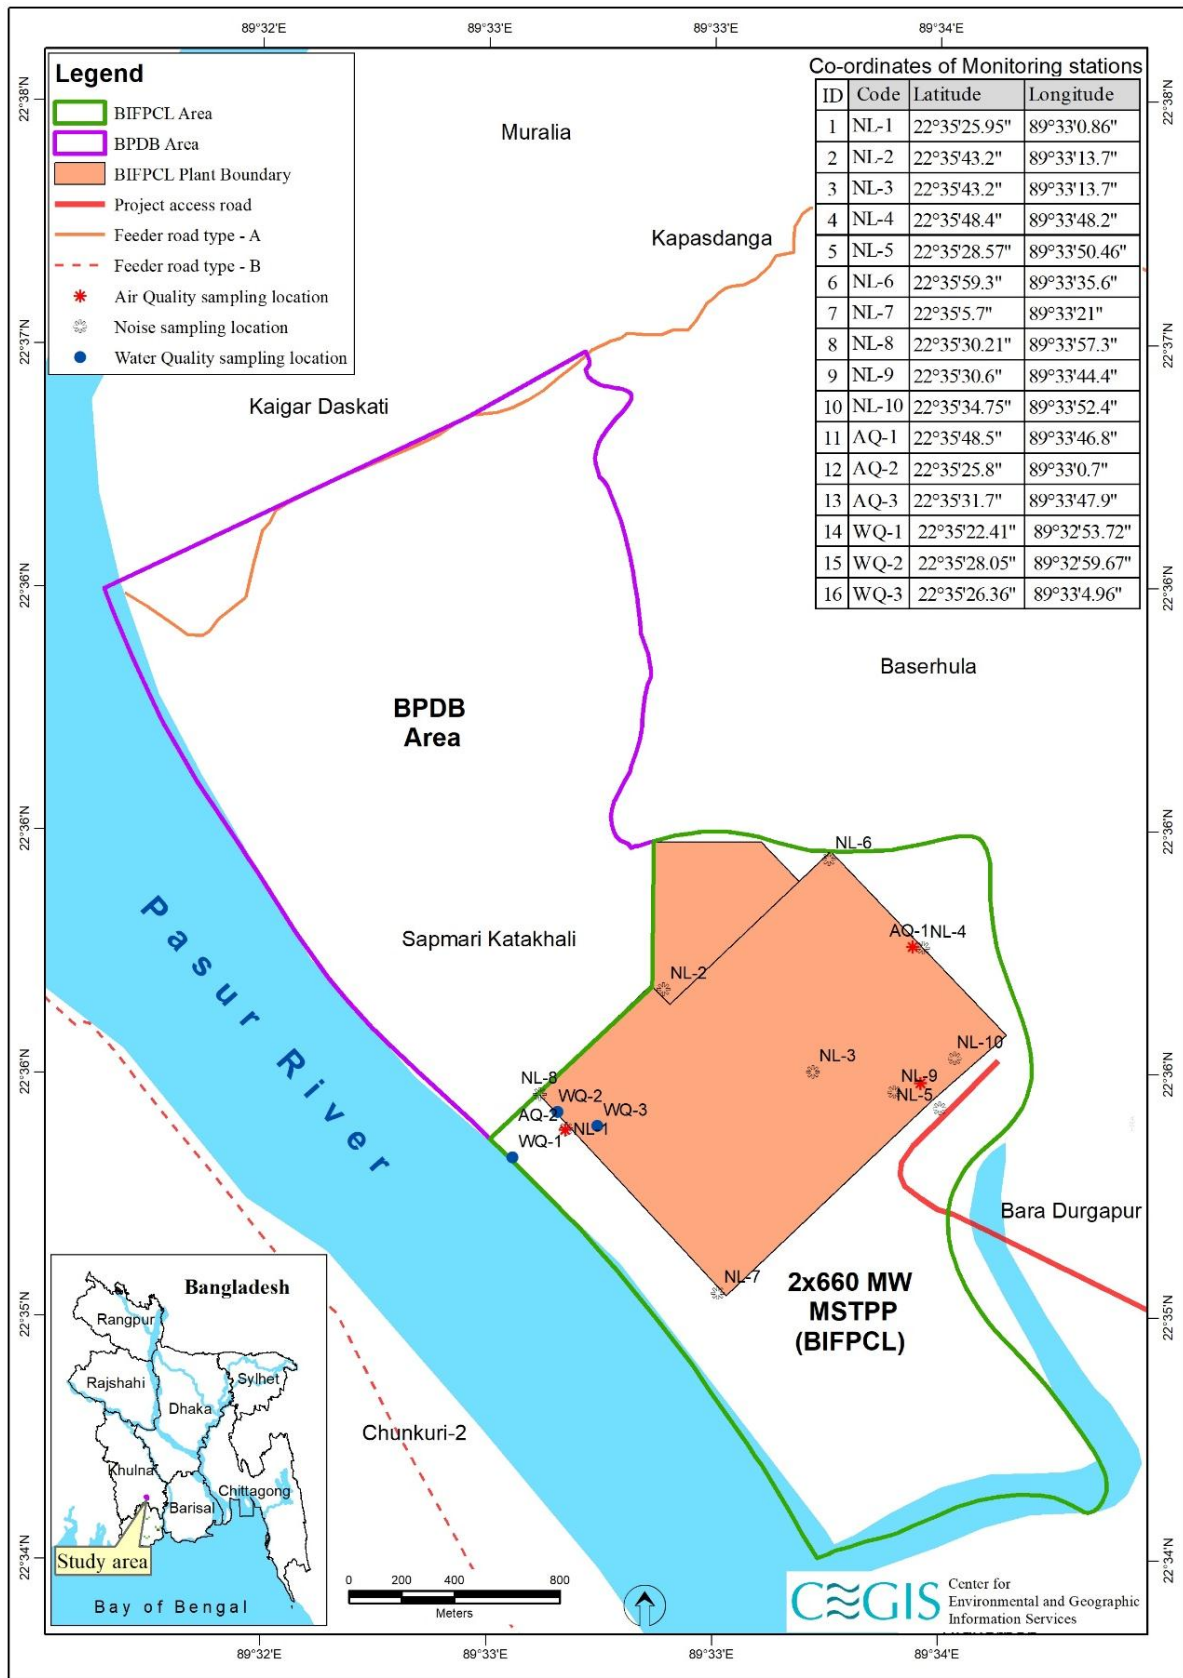 89°32'E 89°33'E 89°33'E 89°34'E
Legend
BIFPCL Area
BPDB Area
BIFPCL Plant Boundary
Project access road
Feeder road type - A
Feeder road type - B
Air Quality sampling location
Noise sampling location
Water Quality sampling location
Co-ordinates of Monitoring stations
ID Code Latitude Longitude
1 NL-1 22°35'25.95" 89°33'0.86"
2 NL-2 22°35'43.2" 89°33'13.7"
3 NL-3 22°35'43.2" 89°33'13.7"
4 NL-4 22°35'48.4" 89°33'48.2"
5 NL-5 22°35'28.57" 89°33'50.46"
6 NL-6 22°35'59.3" 89°33'35.6"
7 NL-7 22°35'5.7" 89°33'21"
8 NL-8 22°35'30.21" 89°33'57.3"
9 NL-9 22°35'30.6" 89°33'44.4"
10 NL-10 22°35'34.75" 89°33'52.4"
11 AQ-1 22°35'48.5" 89°33'46.8"
12 AQ-2 22°35'25.8" 89°33'0.7"
13 AQ-3 22°35'31.7" 89°33'47.9"
14 WQ-1 22°35'22.41" 89°32'53.72"
15 WQ-2 22°35'28.05" 89°32'59.67"
16 WQ-3 22°35'26.36" 89°33'4.96"
22°38'N
22°37'N
22°36'N
22°36'N
22°36'N
22°35'N
22°34'N
22°38'N
22°37'N
22°36'N
22°36'N
22°36'N
22°35'N
22°34'N
Muralia
Kapasdanga
Kaigar Daskati
Baserhula
BPDB
Area
Pasur River
Sapmari Katakhali
NL-6
AQ-1 NL-4
NL-2
NL-10
NL-3
NL-9
NL-5
NL-8
WQ-2
AQ-2
WQ-3
NL-1
WQ-1
NL-7
Bara Durgapur
2x660 MW
MSTPP
(BIFPCL)
Chunkuri-2
Bangladesh
Rangpur
Rajshahi
Sylhet
Dhaka
Khulna
Barisal
Chittagong
Study area
Bay of Bengal
0 200 400 800
Meters
CEGIS
Center for
Environmental and Geographic
Information Services
89°32'E 89°33'E 89°33'E 89°34'E